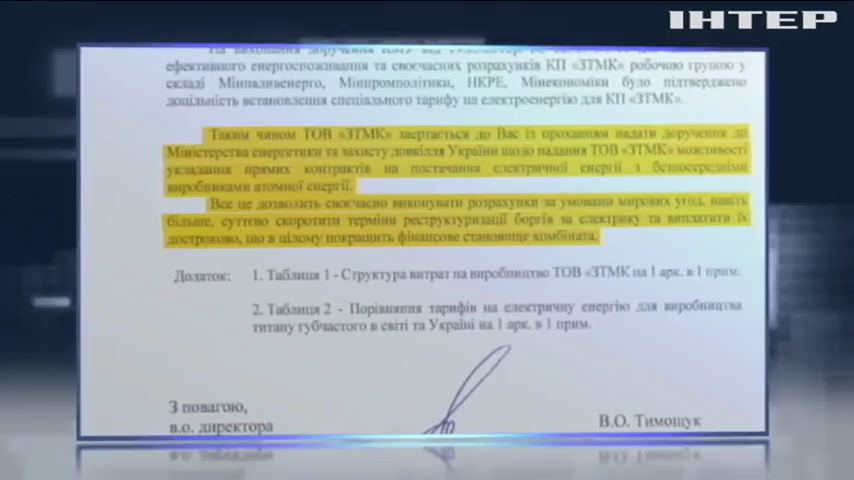 ІНТЕР
ефективного енергоспоживання та своєчасних розрахунків КП «ЗТМК» робочою групою у
складі Мінпаливенерго, Мінпромполітики, НКРЕ, Мінекономіки було підтверджено
доцільність встановлення спеціального тарифу на електроенергію для КП «ЗТМК».
Таким чином ТОВ «ЗТМК» звертається до Вас із проханням надати доручення до
Міністерства енергетики та захисту довкілля України щодо надання ТОВ «ЗТМК» можливості
укладання прямих контрактів на постачання електричної енергії з безпосередніми
виробниками атомної енергії.
Все це дозволить своєчасно виконувати розрахунки за умовами мирових угод, навіть
більше, суттєво скоротити терміни реструктуризації боргів за електрику та виплатити їх
достроково, що в цілому покращить фінансове становище комбіната.
Додаток: 1. Таблиця 1 - Структура витрат на виробництво ТОВ «ЗТМК на 1 арк. в 1 прим.
2. Таблиця 2 - Порівняння тарифів на електричну енергію для виробництва
титану губчастого в світі та Україні на 1 арк. в 1 прим.
З повагою,
в.о. директора В.О. Тимощук